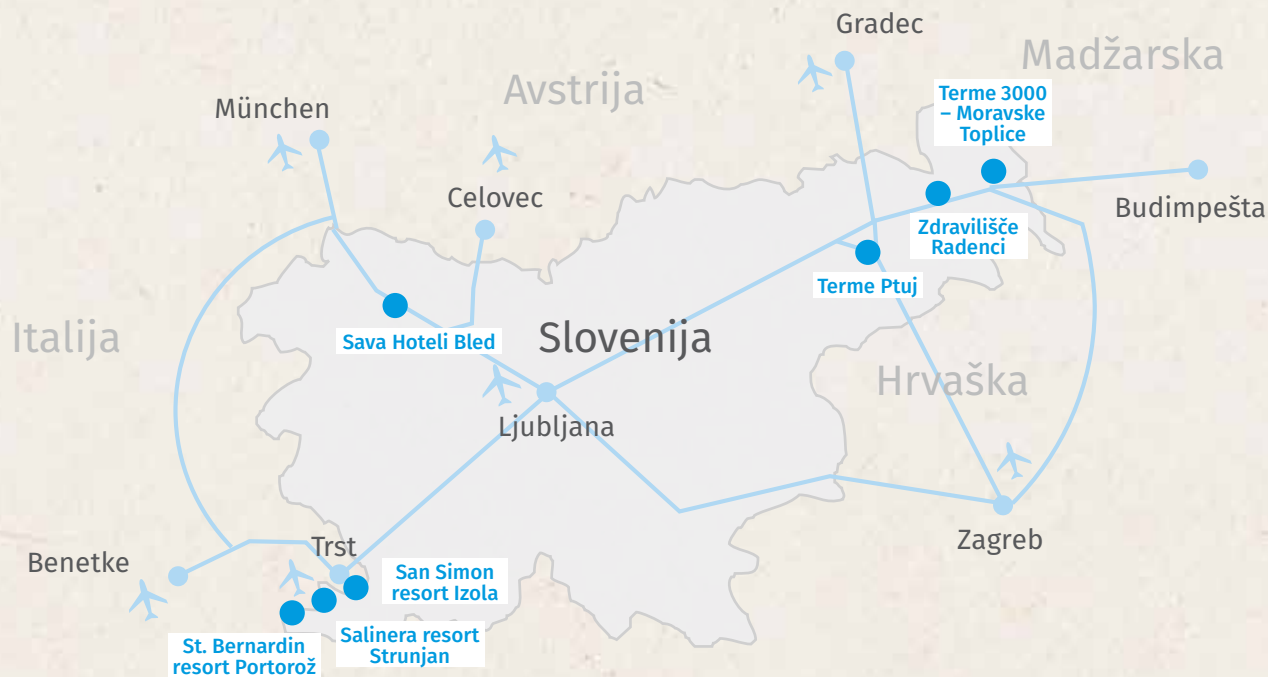 Gradec
Madžarska
Avstrija
Terme 3000
– Moravske
Toplice
München
Celovec
Budimpešta
Zdravilišče
Radenci
Terme Ptuj
Italija
Sava Hoteli Bled
Slovenija
Hrvaška
Ljubljana
Zagreb
Trst
Benetke
San Simon
resort Izola
Salinera resort
Strunjan
St. Bernardin
resort Portorož